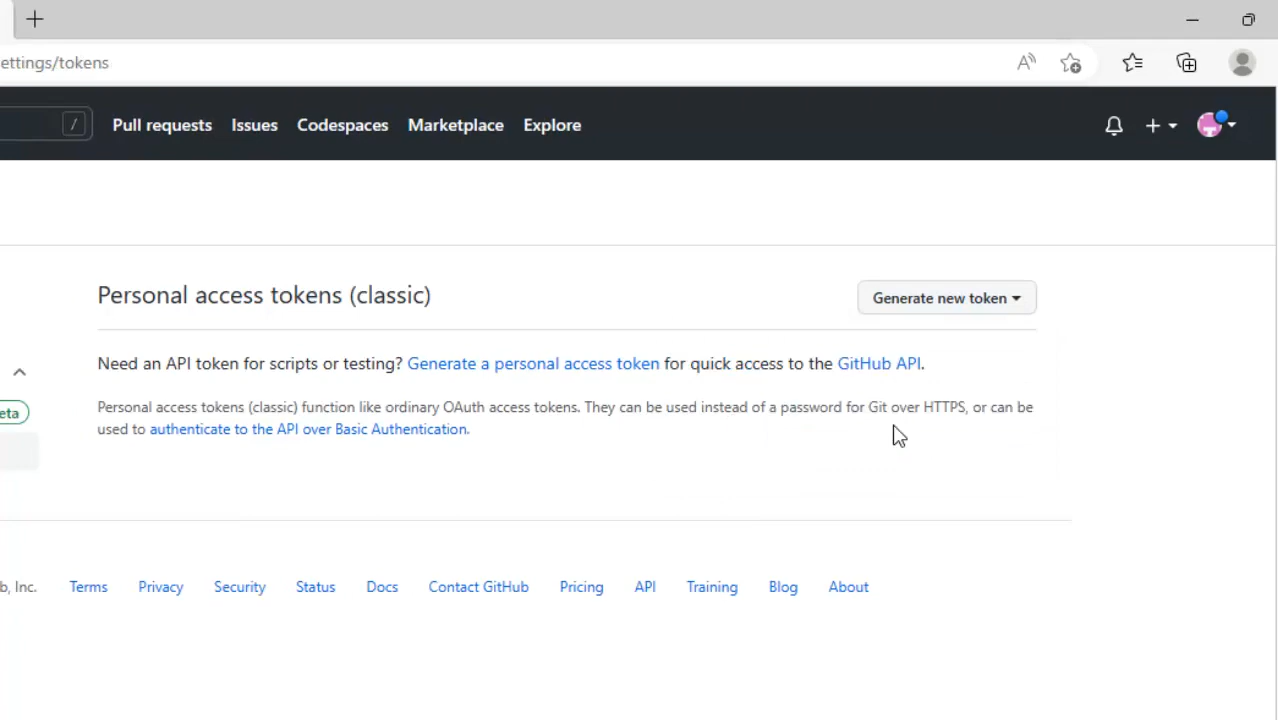 ettings/tokens
/ Pull requests Issues Codespaces Marketplace Explore
Personal access tokens (classic)
Generate new token
Need an API token for scripts or testing? Generate a personal access token for quick access to the GitHub API.
eta
Personal access tokens (classic) function like ordinary OAuth access tokens. They can be used instead of a password for Git over HTTPS, or can be
used to authenticate to the API over Basic Authentication.
b, Inc. Terms Privacy Security Status Docs Contact GitHub Pricing API Training Blog About